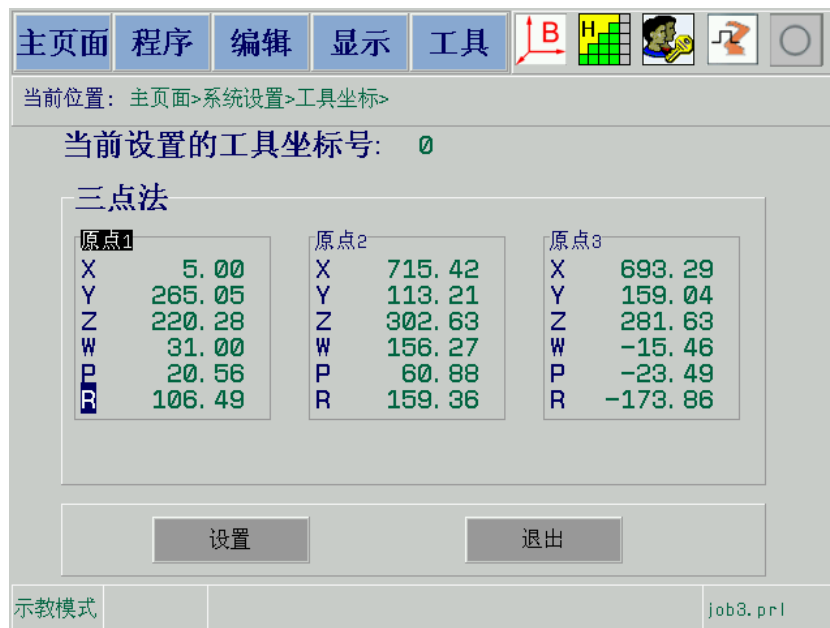 主页面 程序 编辑 显示 工具 B H
当前位置: 主页面>系统设置>工具坐标>
当前设置的工具坐标号: 0
三点法
原点1 原点2 原点3
X 5.00 X 715.42 X 693.29
Y 265.05 Y 113.21 Y 159.04
Z 220.28 Z 302.63 Z 281.63
W 31.00 W 156.27 W -15.46
P 20.56 P 60.88 P -23.49
R 106.49 R 159.36 R -173.86
设置 退出
示教模式 job3.prl